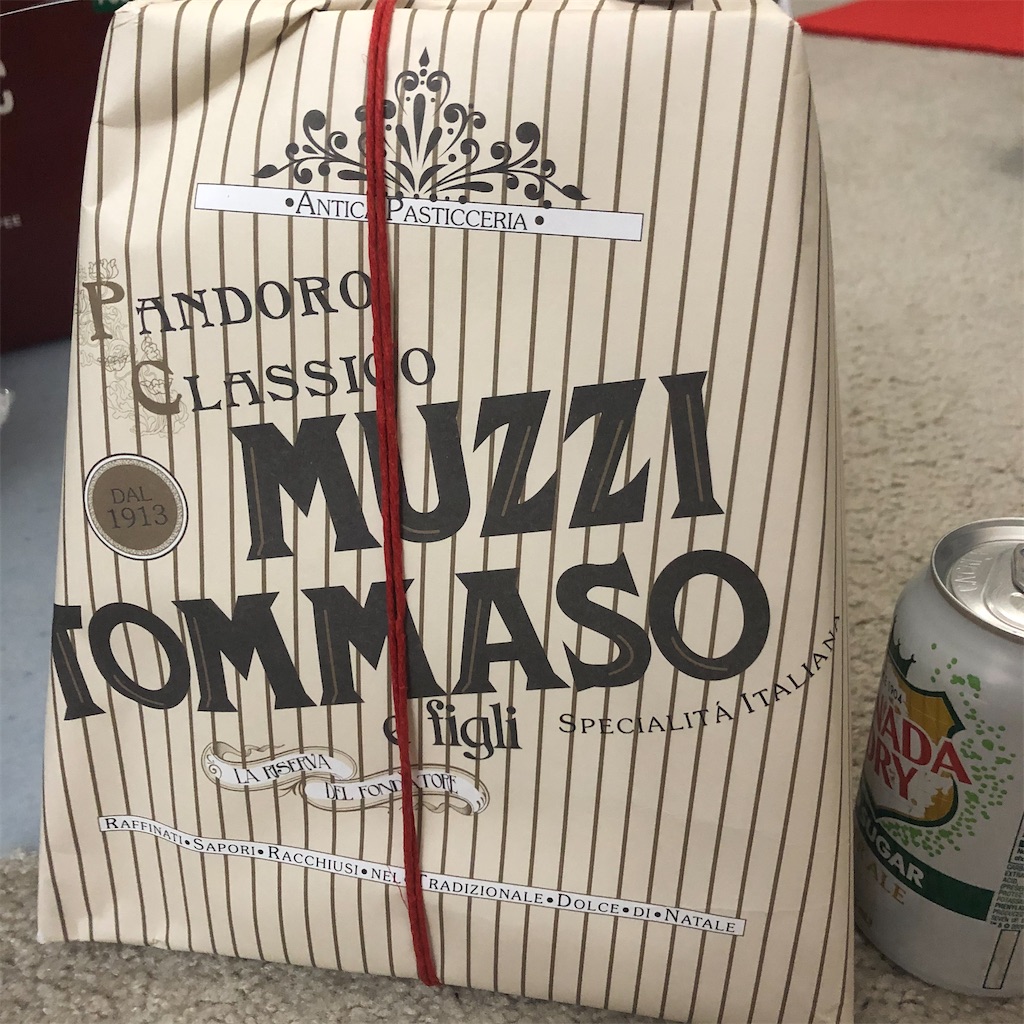 •ANTICA PASTICCERIA•
PANDORO
CLASSICO
MUZZI
DAL
1913
TOMMASO
e figli
SPECIALITÁ ITALIANA
LA RISERVA
DEL FONDATORE
RAFFINATI•SAPORI•RACCHIUSI•NEL•TRADIZIONALE•DOLCE•DI•NATALE
CANADA
DRY
SUGAR
ALE